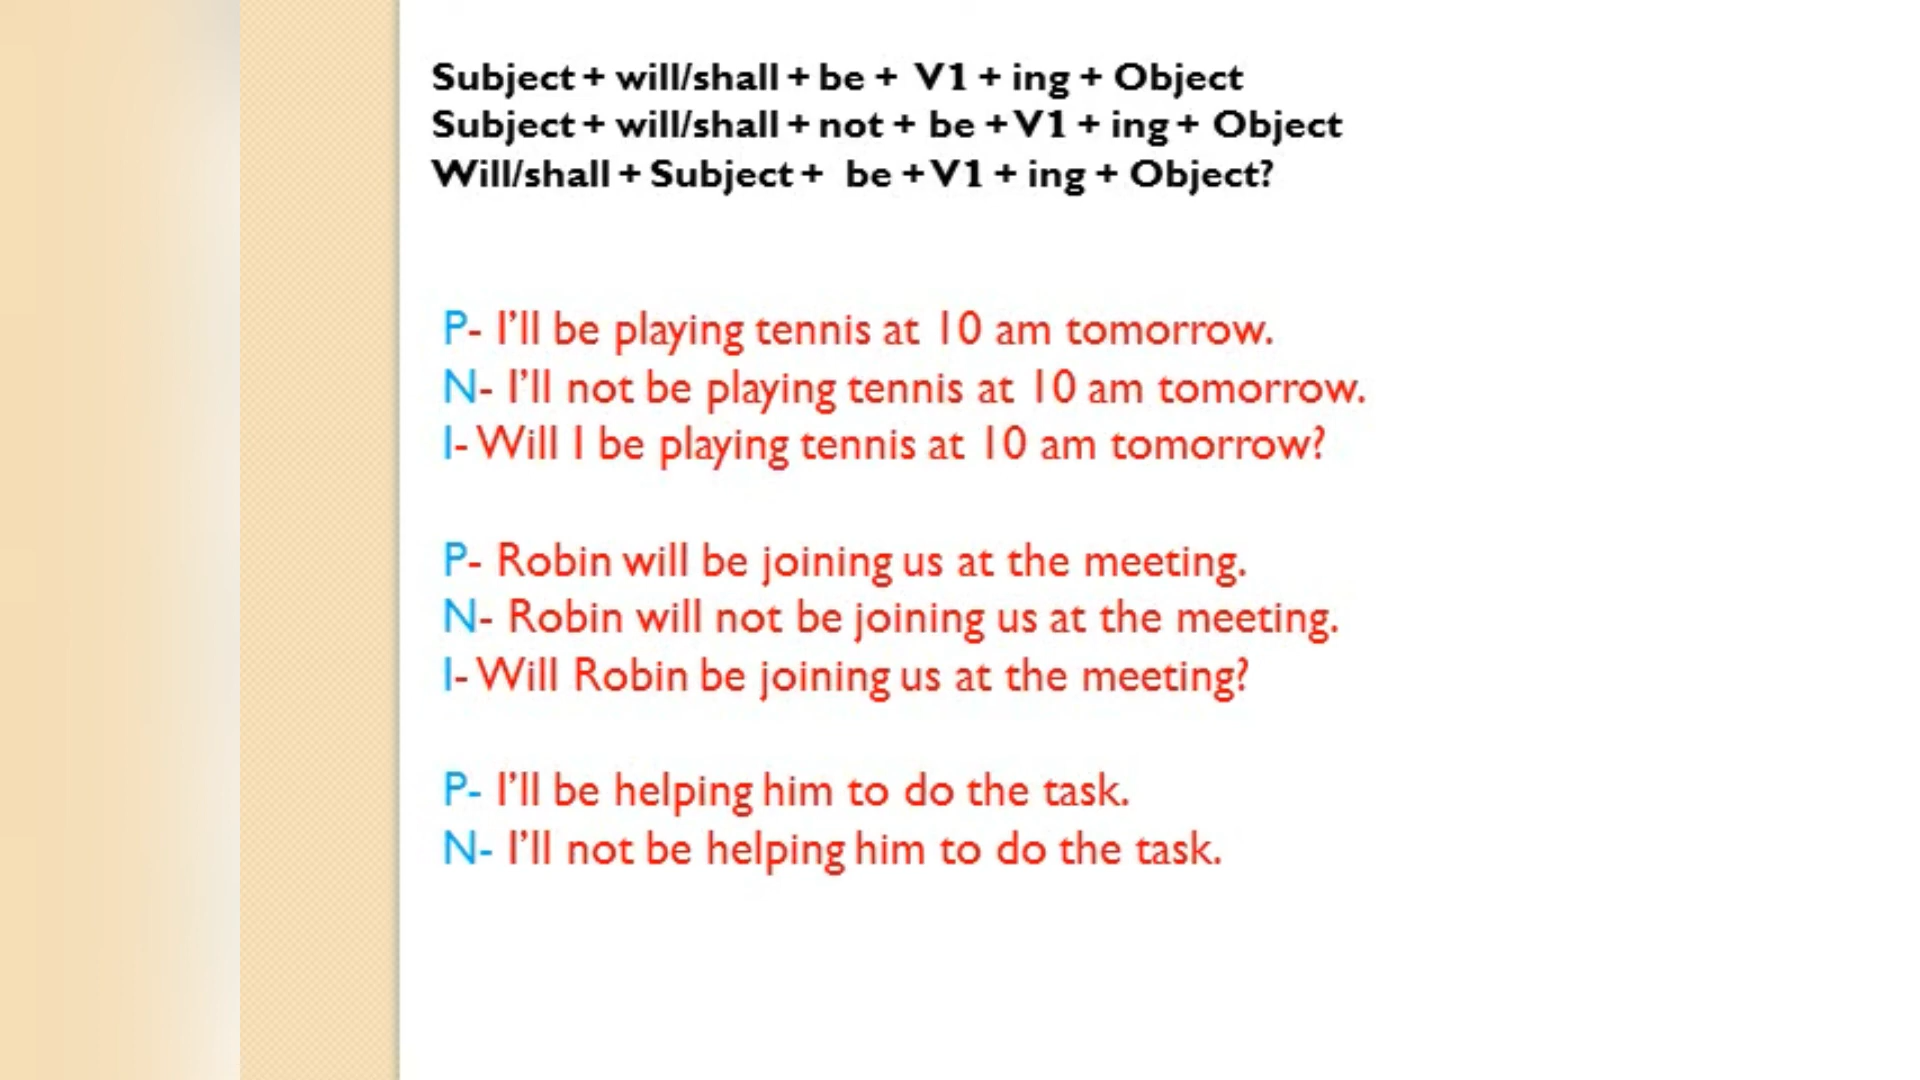 Subject + will/shall + be + V1 + ing + Object
Subject + will/shall + not + be + V1 + ing + Object
Will/shall + Subject + be + V1 + ing + Object?
P- I’ll be playing tennis at 10 am tomorrow.
N- I’ll not be playing tennis at 10 am tomorrow.
I- Will I be playing tennis at 10 am tomorrow?
P- Robin will be joining us at the meeting.
N- Robin will not be joining us at the meeting.
I- Will Robin be joining us at the meeting?
P- I’ll be helping him to do the task.
N- I’ll not be helping him to do the task.